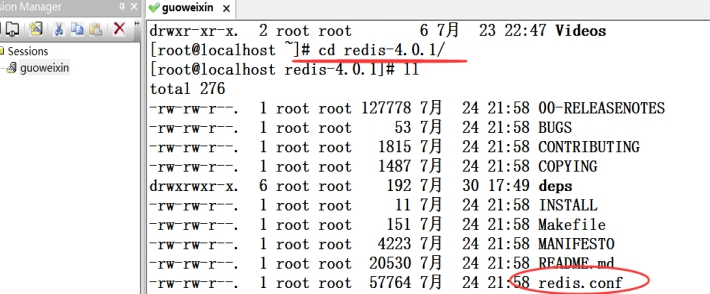 sion Manager
guoweixin
Sessions
guoweixin
drwxr-xr-x. 2 root root 6 7月 23 22:47 Videos
[root@localhost ~]# cd redis-4.0.1/
[root@localhost redis-4.0.1]# ll
total 276
-rw-rw-r--. 1 root root 127778 7月 24 21:58 00-RELEASENOTES
-rw-rw-r--. 1 root root 53 7月 24 21:58 BUGS
-rw-rw-r--. 1 root root 1815 7月 24 21:58 CONTRIBUTING
-rw-rw-r--. 1 root root 1487 7月 24 21:58 COPYING
drwxrwxr-x. 6 root root 192 7月 30 17:49 deps
-rw-rw-r--. 1 root root 11 7月 24 21:58 INSTALL
-rw-rw-r--. 1 root root 151 7月 24 21:58 Makefile
-rw-rw-r--. 1 root root 4223 7月 24 21:58 MANIFESTO
-rw-rw-r--. 1 root root 20530 7月 24 21:58 README.md
-rw-rw-r--. 1 root root 57764 7月 24 21:58 redis.conf